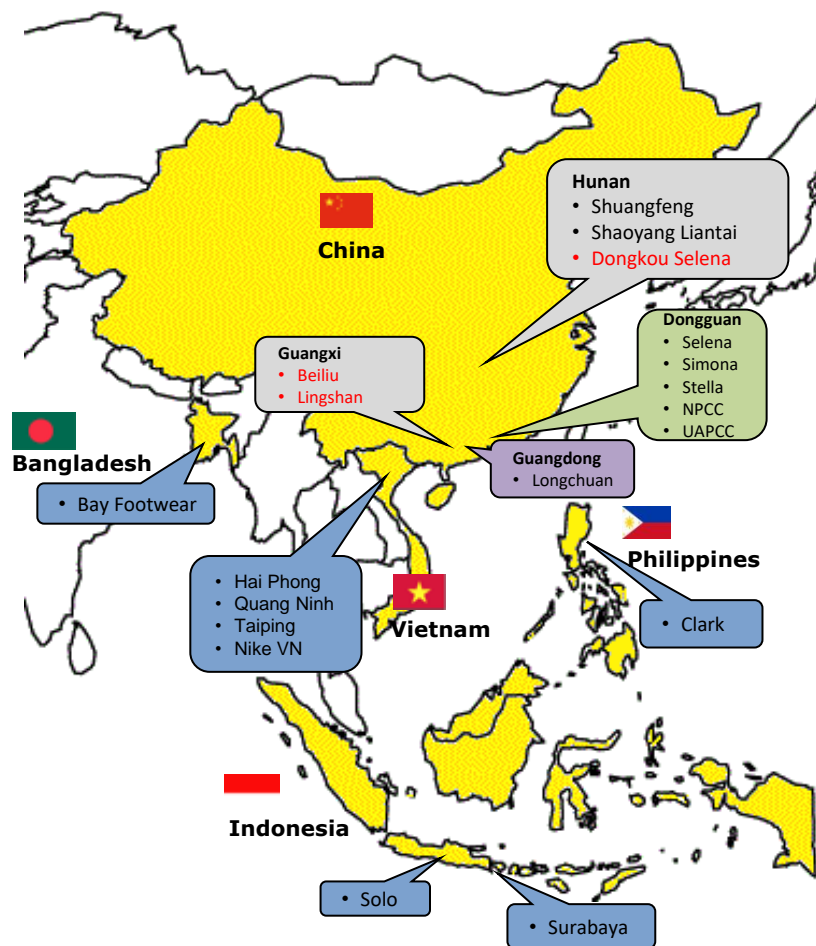 Hunan
• Shuangfeng
• Shaoyang Liantai
• Dongkou Selena
China
Dongguan
• Selena
• Simona
• Stella
• NPCC
• UAPCC
Guangxi
• Beiliu
• Lingshan
Bangladesh
• Bay Footwear
Guangdong
• Longchuan
Philippines
• Clark
• Hai Phong
• Quang Ninh
• Taiping
• Nike VN
Vietnam
Indonesia
• Solo
• Surabaya